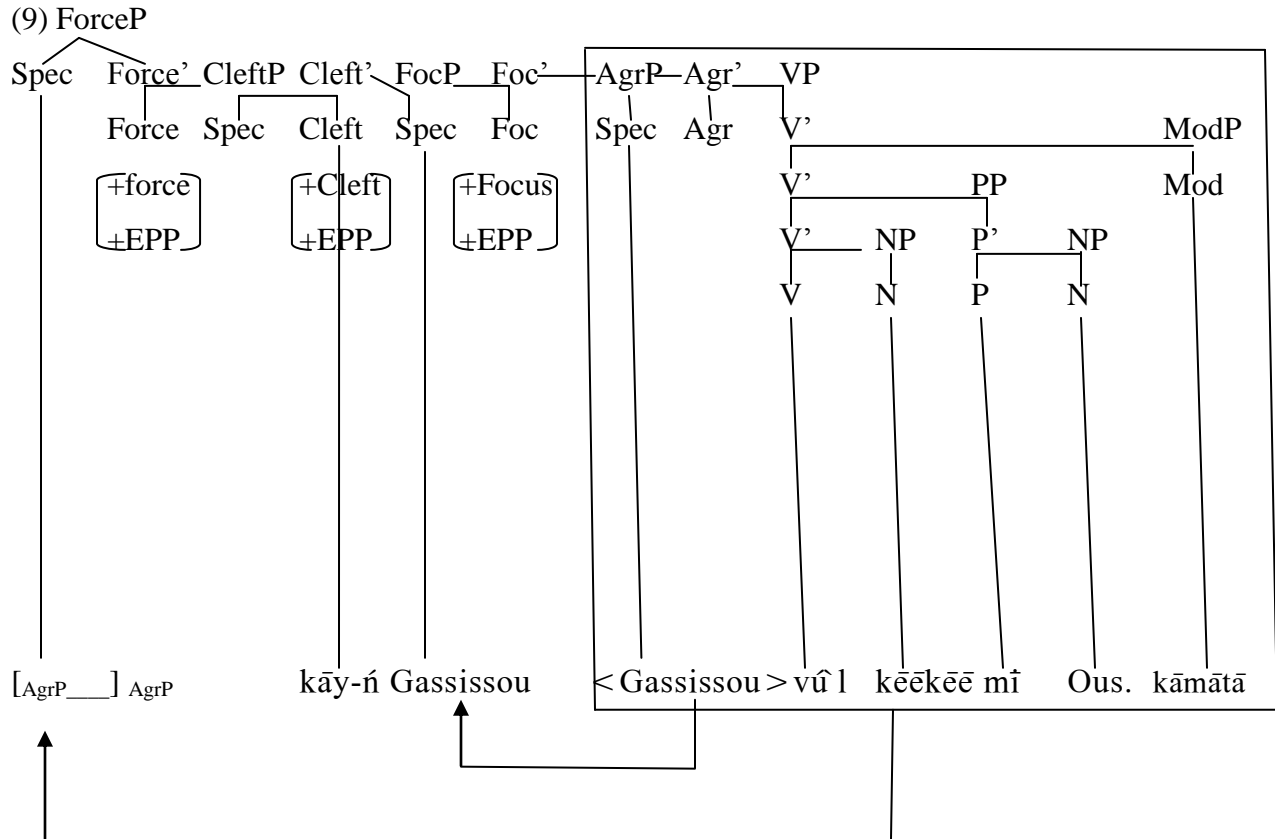 (9) ForceP
Spec Force’ CleftP Cleft’ FocP Foc’ AgrP Agr’ VP
Force Spec Cleft Spec Foc Spec Agr V’ ModP
+force +Cleft +Focus V’ PP Mod
+EPP +EPP +EPP V’ NP P’ NP
V N P N
[AgrP___] AgrP kāy-ń Gassissou <Gassissou> vû l kēēkēē mī Ous. kāmātā